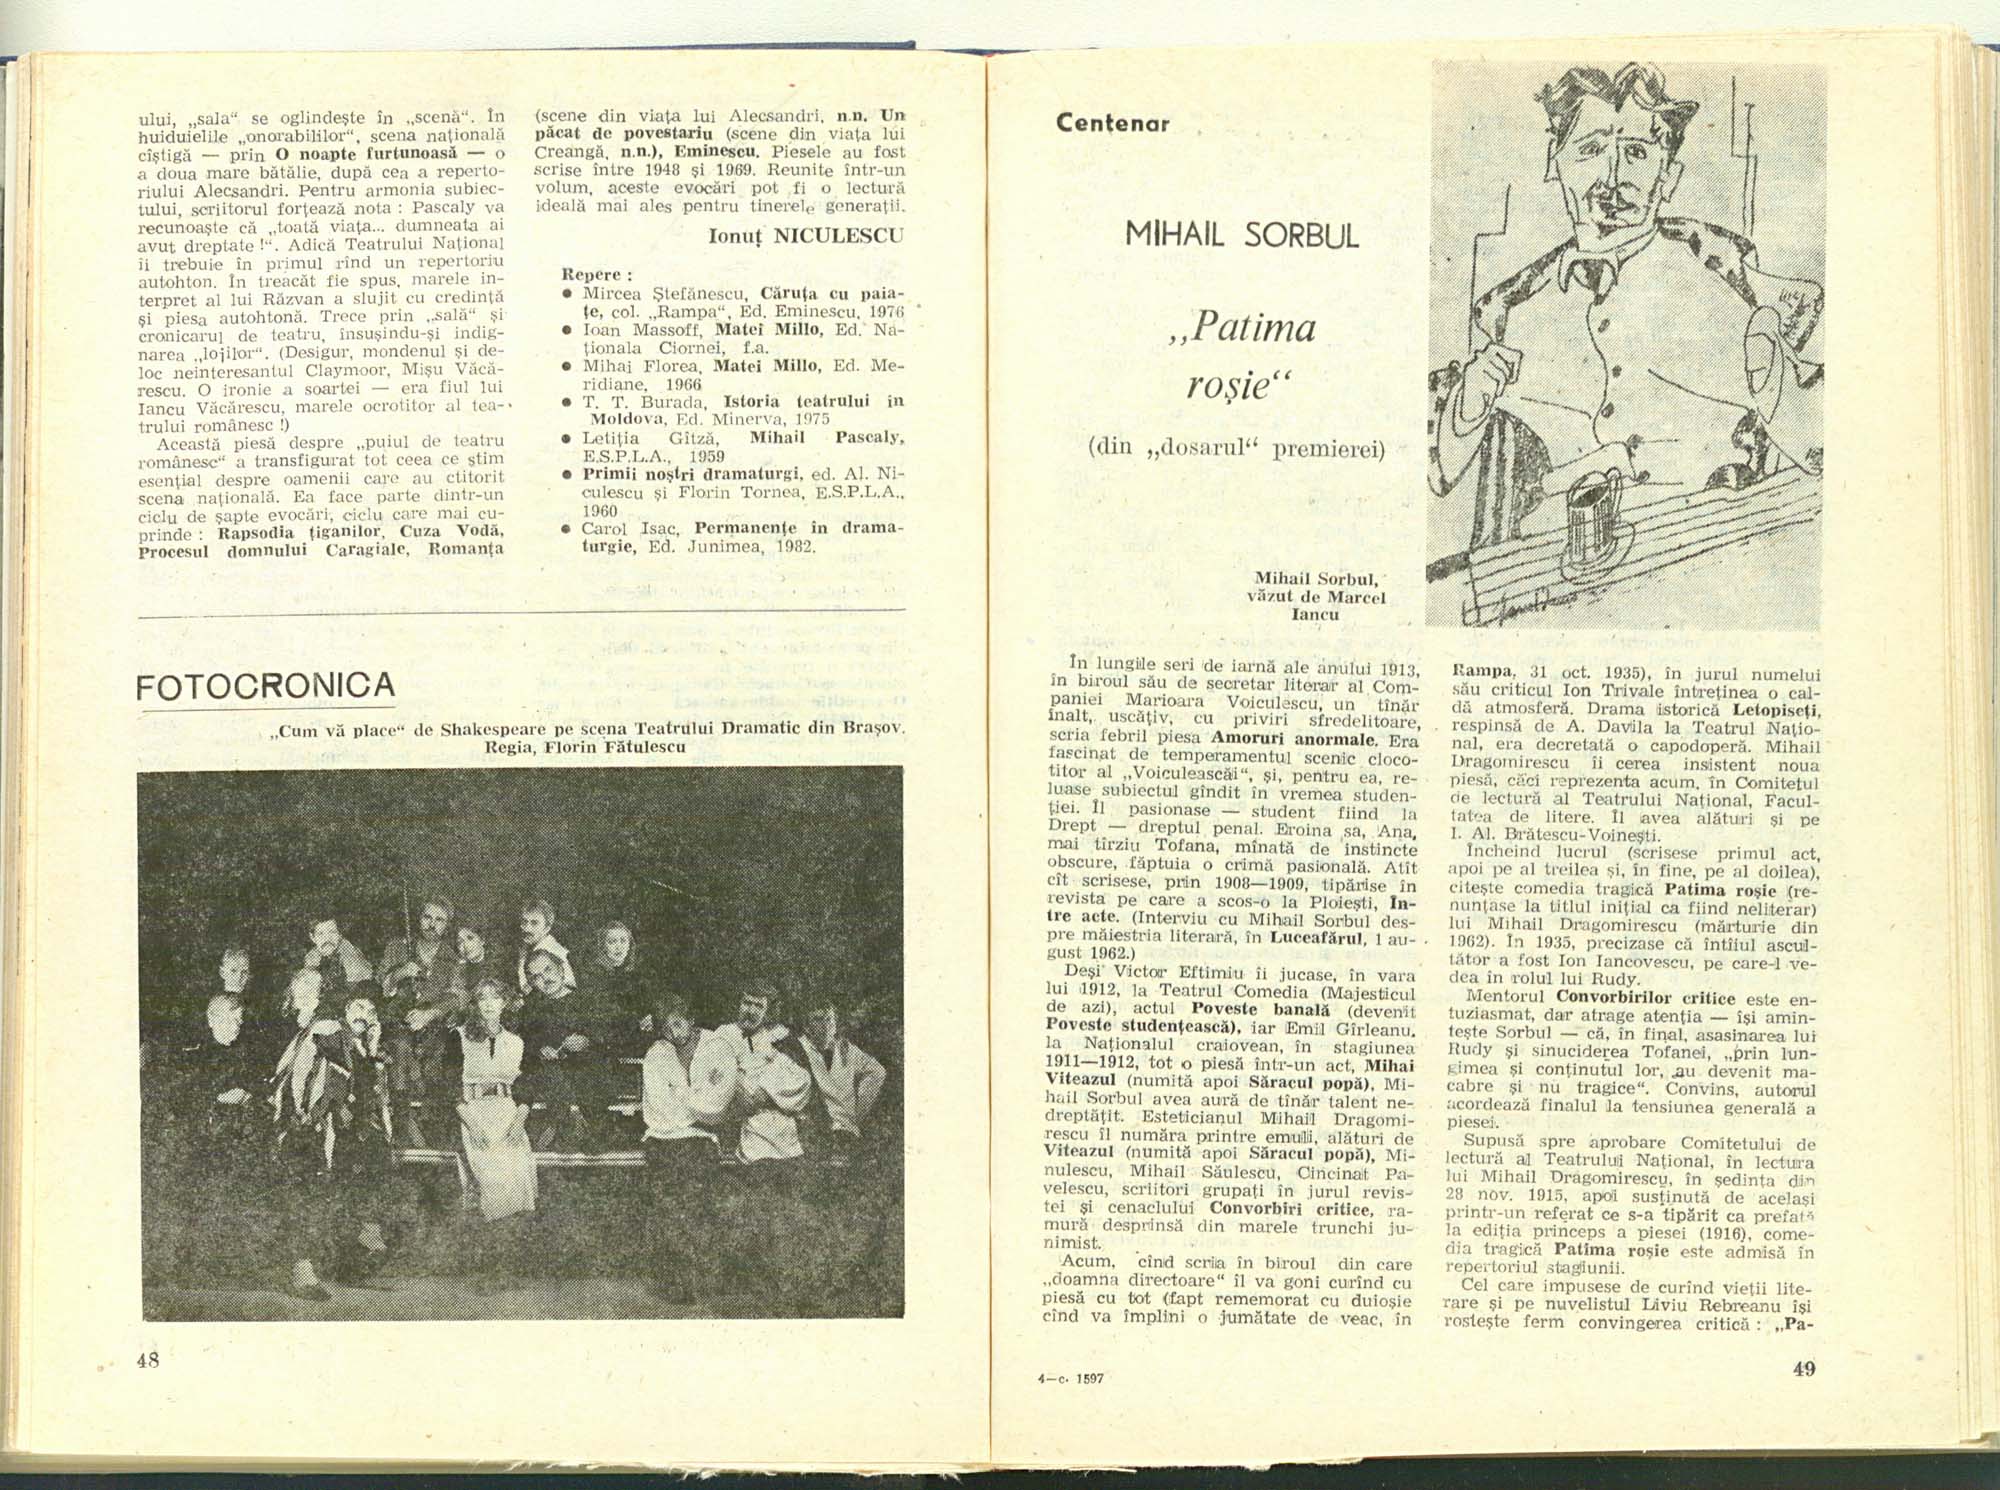 ului, „sala“ se oglindește în „scenă“. În
huiduielile „onorabililor“, scena națională
cîștigă — prin O noapte furtunoasă — o
a doua mare bătălie, după cea a reperto-
riului Alecsandri. Pentru armonia subiec-
tului, scriitorul forțează nota : Pascaly va
recunoaște că „toată viața... dumneata ai
avut dreptate !“. Adică Teatrului Național
îi trebuie în primul rînd un repertoriu
autohton. În treacăt fie spus, marele in-
terpret al lui Răzvan a slujit cu credință
și piesa autohtonă. Trece prin „sală“ și
cronicarul de teatru, însușindu-și indig-
narea „lojilor“. (Desigur, mondenul și de-
loc neinteresantul Claymoor, Mișu Văcă-
rescu. O ironie a soartei — era fiul lui
Iancu Văcărescu, marele ocrotitor al tea-
trului românesc !)
Această piesă despre „puiul de teatru
românesc“ a transfigurat tot ceea ce știm
esențial despre oamenii care au ctitorit
scena națională. Ea face parte dintr-un
ciclu de șapte evocări, ciclu care mai cu-
prinde : Rapsodia țiganilor, Cuza Vodă,
Procesul domnului Caragiale, Romanța
(scene din viața lui Alecsandri, n.n. Un
păcat de povestariu (scene din viața lui
Creangă, n.n.), Eminescu. Piesele au fost
scrise între 1948 și 1969. Reunite într-un
volum, aceste evocări pot fi o lectură
ideală mai ales pentru tinerele generații.
Ionuț NICULESCU
Repere :
● Mircea Ștefănescu, Căruța cu paia-
țe, col. „Rampa“, Ed. Eminescu, 1976
● Ioan Massoff, Matei Millo, Ed. Na-
ționala Ciornei, f.a.
● Mihai Florea, Matei Millo, Ed. Me-
ridiane, 1966
● T. T. Burada, Istoria teatrului în
Moldova, Ed. Minerva, 1975
● Letiția Gîtză, Mihail Pascaly,
E.S.P.L.A., 1959
● Primii noștri dramaturgi, ed. Al. Ni-
culescu și Florin Tornea, E.S.P.L.A.,
1960
● Carol Isac, Permanențe în drama-
turgie, Ed. Junimea, 1982.
FOTOCRONICA
„Cum vă place“ de Shakespeare pe scena Teatrului Dramatic din Brașov.
Regia, Florin Fătulescu
48
Centenar
MIHAIL SORBUL
„Patima
roșie“
(din „dosarul“ premierei)
Mihail Sorbul,
văzut de Marcel
Iancu
În lungile seri de iarnă ale anului 1913,
în biroul său de secretar literar al Com-
paniei Marioara Voiculescu, un tînăr
înalt, uscățiv, cu priviri sfredelitoare,
scria febril piesa Amoruri anormale. Era
fascinat de temperamentul scenic cloco-
titor al „Voiculeascăi“, și, pentru ea, re-
luase subiectul gîndit în vremea studen-
ției. Îl pasionase — student fiind la
Drept — dreptul penal. Eroina sa, Ana,
mai tîrziu Tofana, mînată de instincte
obscure, făptuia o crimă pasională. Atît
cît scrisese, prin 1908—1909, tipărise în
revista pe care a scos-o la Ploiești, În-
tre acte. (Interviu cu Mihail Sorbul des-
pre măiestria literară, în Luceafărul, 1 au-
gust 1962.)
Deși Victor Eftimiu îi jucase, în vara
lui 1912, la Teatrul Comedia (Majesticul
de azi), actul Poveste banală (devenit
Poveste studențească), iar Emil Gîrleanu,
la Naționalul craiovean, în stagiunea
1911—1912, tot o piesă într-un act, Mihai
Viteazul (numită apoi Săracul popă), Mi-
hail Sorbul avea aură de tînăr talent ne-
dreptățit. Esteticianul Mihail Dragomi-
rescu îl număra printre emulii, alături de
Viteazul (numită apoi Săracul popă), Mi-
nulescu, Mihail Săulescu, Cincinat Pa-
velescu, scriitori grupați în jurul revis-
tei și cenaclului Convorbiri critice, ra-
mură desprinsă din marele trunchi ju-
nimist.
Acum, cînd scria în biroul din care
„doamna directoare“ îl va goni curînd cu
piesă cu tot (fapt rememorat cu duioșie
cînd va împlini o jumătate de veac, în
Rampa, 31 oct. 1935), în jurul numelui
său criticul Ion Trivale întreținea o cal-
dă atmosferă. Drama istorică Letopiseți,
respinsă de A. Davila la Teatrul Națio-
nal, era decretată o capodoperă. Mihail
Dragomirescu îi cerea insistent noua
piesă, căci reprezenta acum, în Comitetul
de lectură al Teatrului Național, Facul-
tatea de litere. Îl avea alături și pe
I. Al. Brătescu-Voinești.
Încheind lucrul (scrisese primul act,
apoi pe al treilea și, în fine, pe al doilea),
citește comedia tragică Patima roșie (re-
nunțase la titlul inițial ca fiind neliterar)
lui Mihail Dragomirescu (mărturie din
1962). În 1935, precizase că întîiul ascul-
tător a fost Ion Iancovescu, pe care-l ve-
dea în rolul lui Rudy.
Mentorul Convorbirilor critice este en-
tuziasmat, dar atrage atenția — își amin-
tește Sorbul — că, în final, asasinarea lui
Rudy și sinuciderea Tofanei, „prin lun-
gimea și conținutul lor, au devenit ma-
cabre și nu tragice“. Convins, autorul
acordează finalul la tensiunea generală a
piesei.
Supusă spre aprobare Comitetului de
lectură al Teatrului Național, în lectura
lui Mihail Dragomirescu, în ședința din
28 nov. 1915, apoi susținută de același
printr-un referat ce s-a tipărit ca prefață
la ediția princeps a piesei (1916), come-
dia tragică Patima roșie este admisă în
repertoriul stagiunii.
Cel care impusese de curînd vieții lite-
rare și pe nuvelistul Liviu Rebreanu își
rostește ferm convingerea critică : „Pa-
4—c. 1597
49